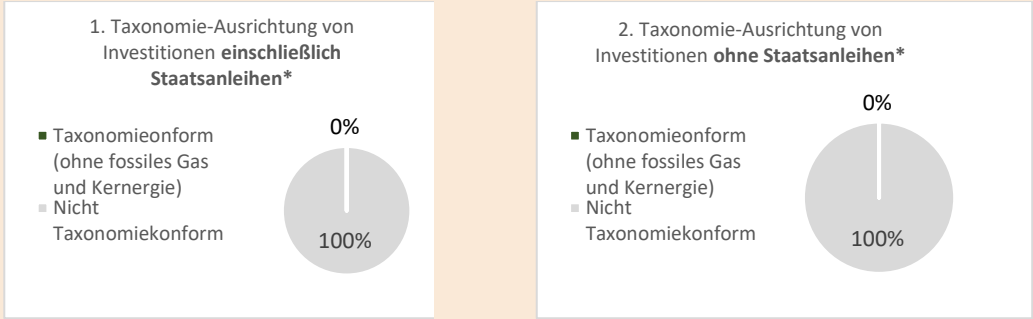 1. Taxonomie-Ausrichtung von
Investitionen einschließlich
Staatsanleihen*
Taxonomieonform
(ohne fossiles Gas
und Kernergie)
Nicht
Taxonomiekonform
0%
100%
2. Taxonomie-Ausrichtung von
Investitionen ohne Staatsanleihen*
Taxonomieonform
(ohne fossiles Gas
und Kernergie)
Nicht
Taxonomiekonform
0%
100%